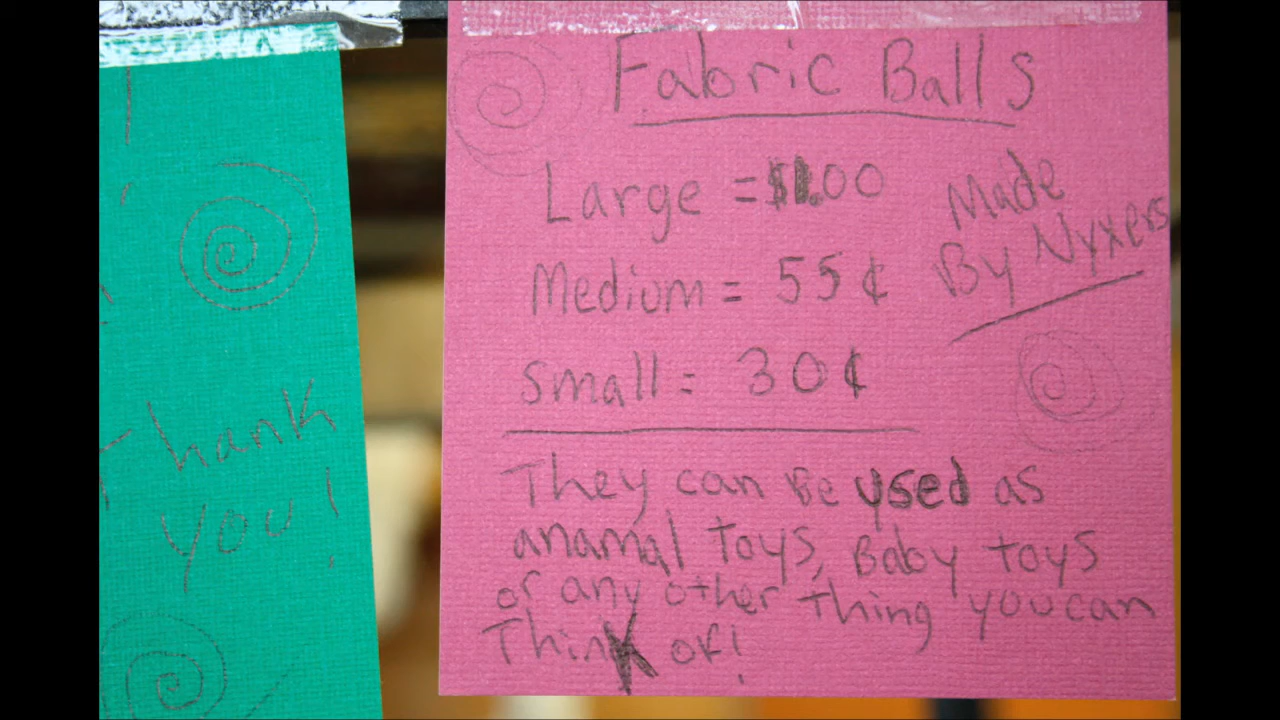 Thank
you!
Fabric Balls
Large = $1.00
Medium = 55¢
Small = 30¢
Made
By Nyxers
They can Be used as
anamal Toys, Baby toys
or any other thing you can
Think of!